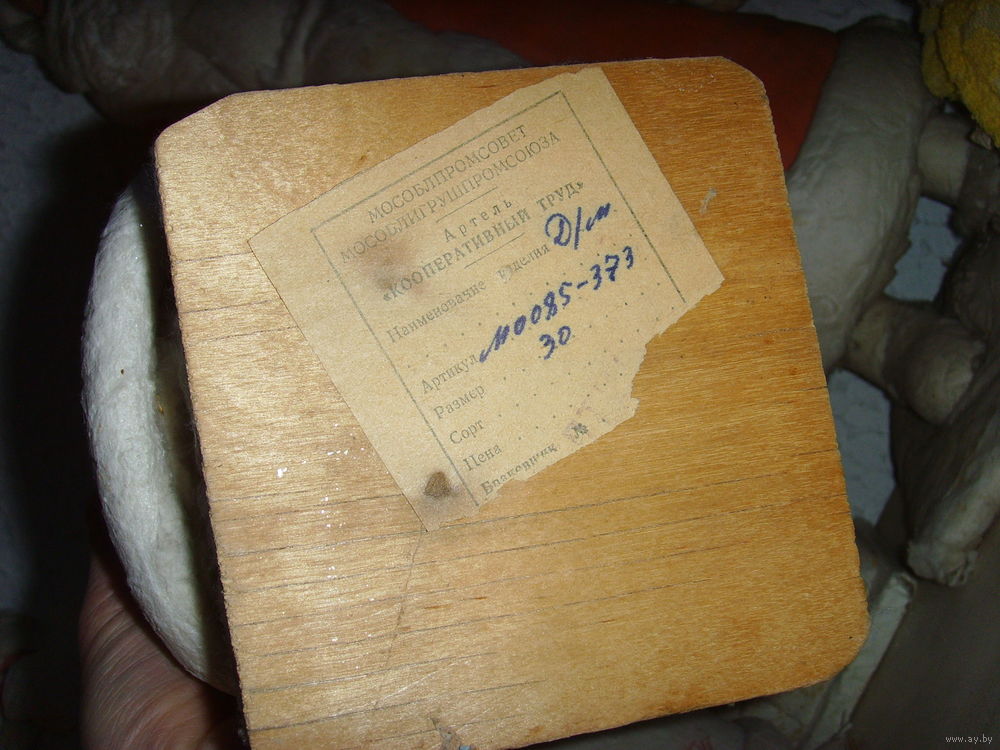 МОСОБЛПРОМСОВЕТ
МОСОБЛИГРУШПРОМСОЮЗА
Артель
«КООПЕРАТИВНЫЙ ТРУД»
Наименование изделия Д/м
Артикул М0085-373
Размер 30
Сорт
Цена
Браковщик
www.ay.by